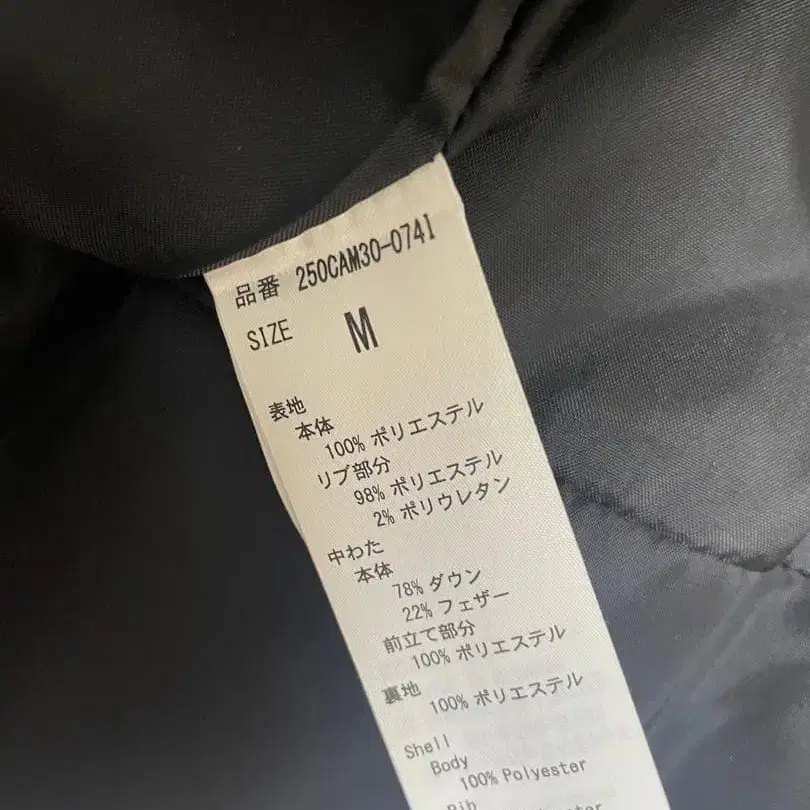 品番 250CAM30-074I
SIZE M
表地
本体
100% ポリエステル
リブ部分
98% ポリエステル
2% ポリウレタン
中わた
本体
78% ダウン
22% フェザー
前立て部分
100% ポリエステル
裏地
100% ポリエステル
Shell
Body
100% Polyester
Rib